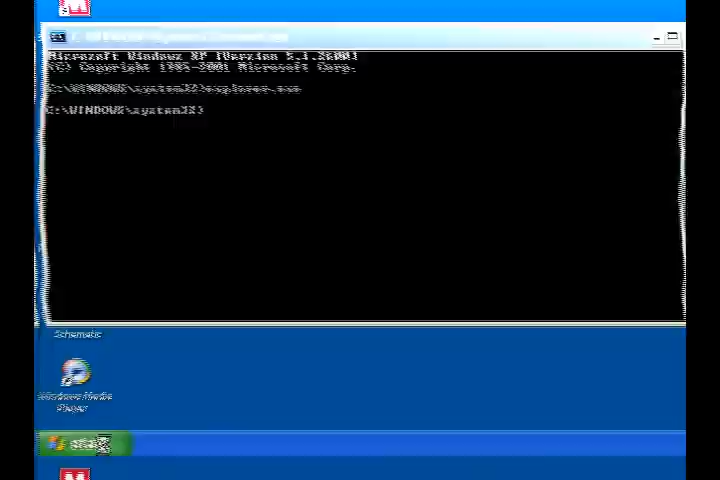 Microsoft Windows XP [Version 5.1.2600]
(C) Copyright 1985-2001 Microsoft Corp.
C:\WINDOWS\system32>explorer.exe
C:\WINDOWS\system32>
Schematic
Windows Media
Player
start